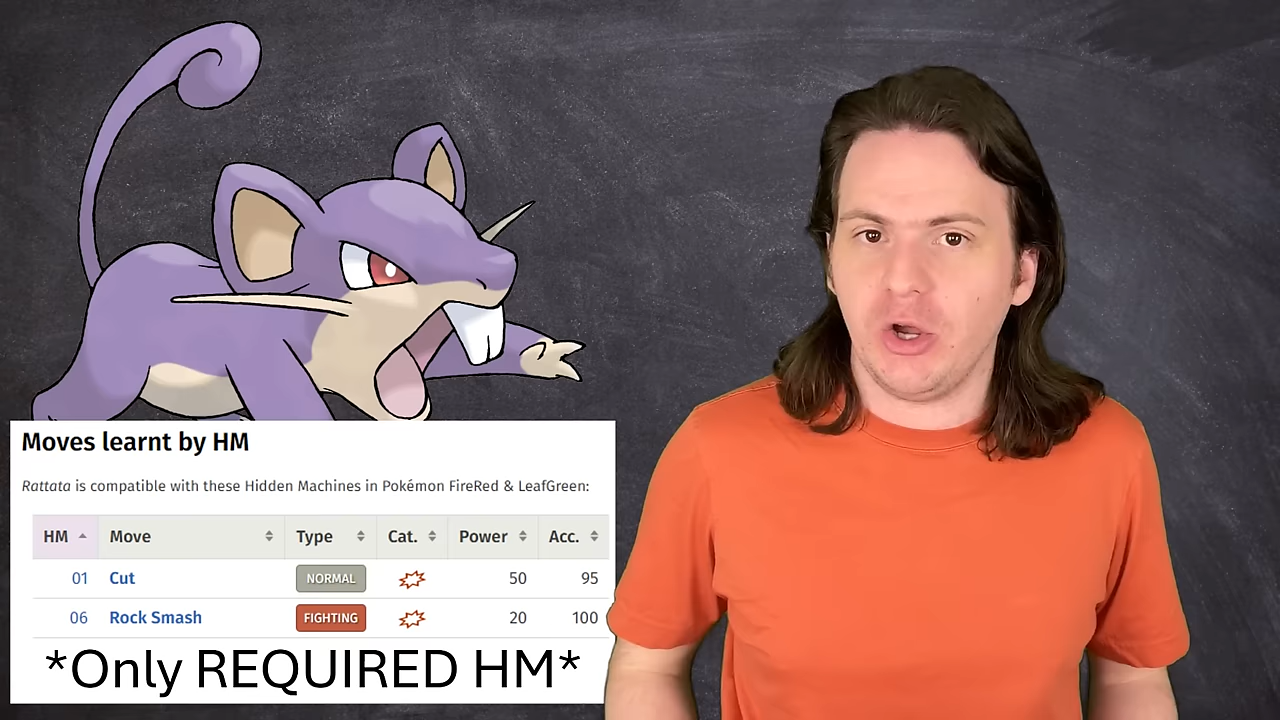 Moves learnt by HM
Rattata is compatible with these Hidden Machines in Pokémon FireRed & LeafGreen:
HM Move Type Cat. Power Acc.
01 Cut NORMAL 50 95
06 Rock Smash FIGHTING 20 100
*Only REQUIRED HM*